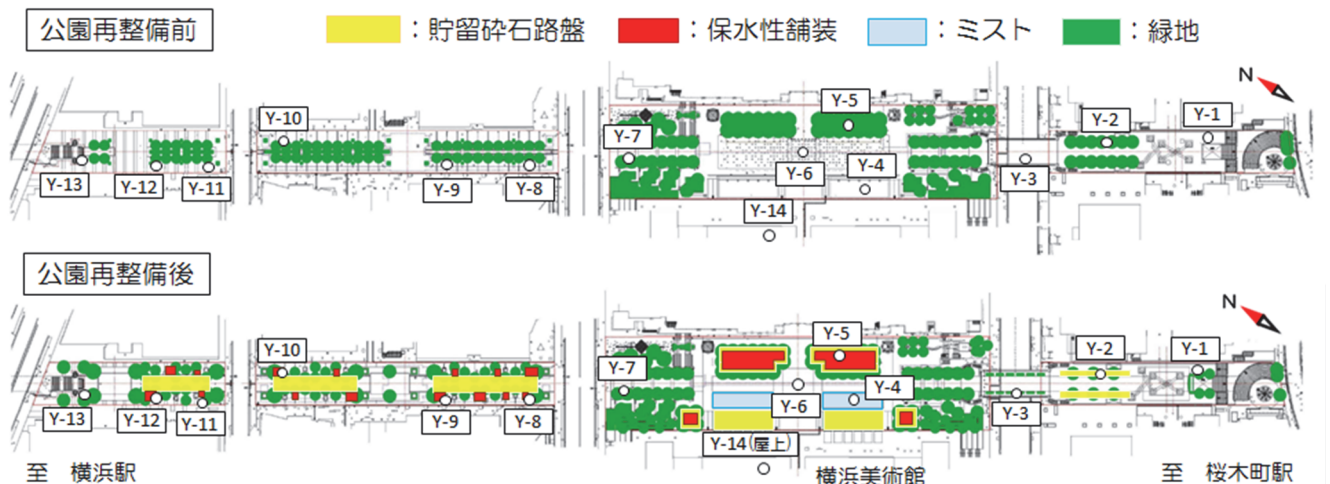 公園再整備前
：貯留砕石路盤
：保水性舗装
：ミスト
：緑地
N
Y-10
Y-5
Y-7
Y-2
Y-1
Y-4
Y-13
Y-12
Y-11
Y-9
Y-8
Y-6
Y-3
Y-14
公園再整備後
N
Y-10
Y-5
Y-2
Y-1
Y-7
Y-4
Y-13
Y-12
Y-11
Y-9
Y-8
Y-6
Y-3
Y-14(屋上)
至 横浜駅
横浜美術館
至 桜木町駅